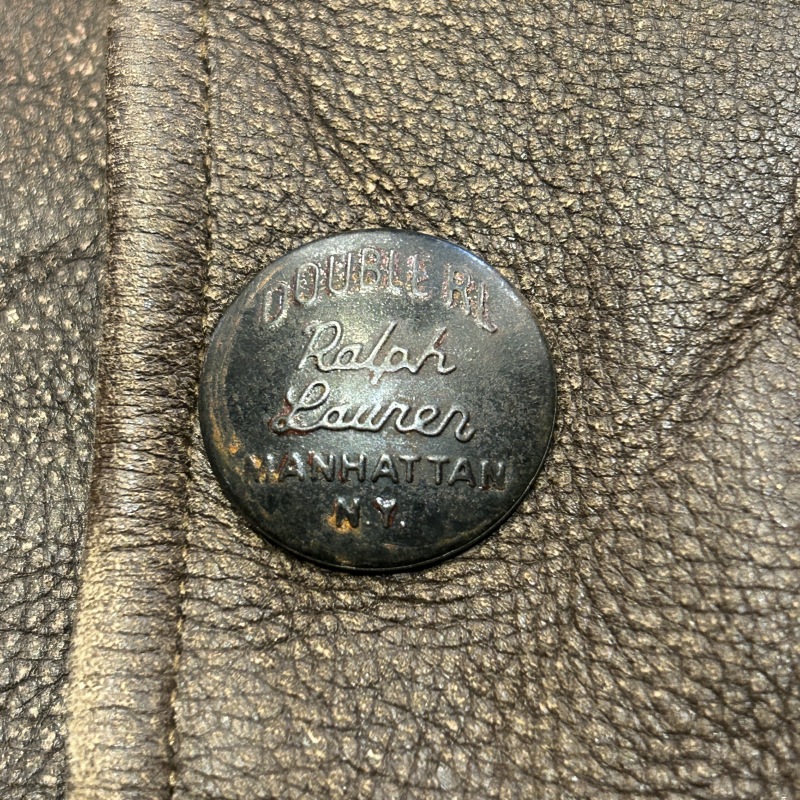 DOUBLE RL
Ralph
Lauren
MANHATTAN
N.Y.